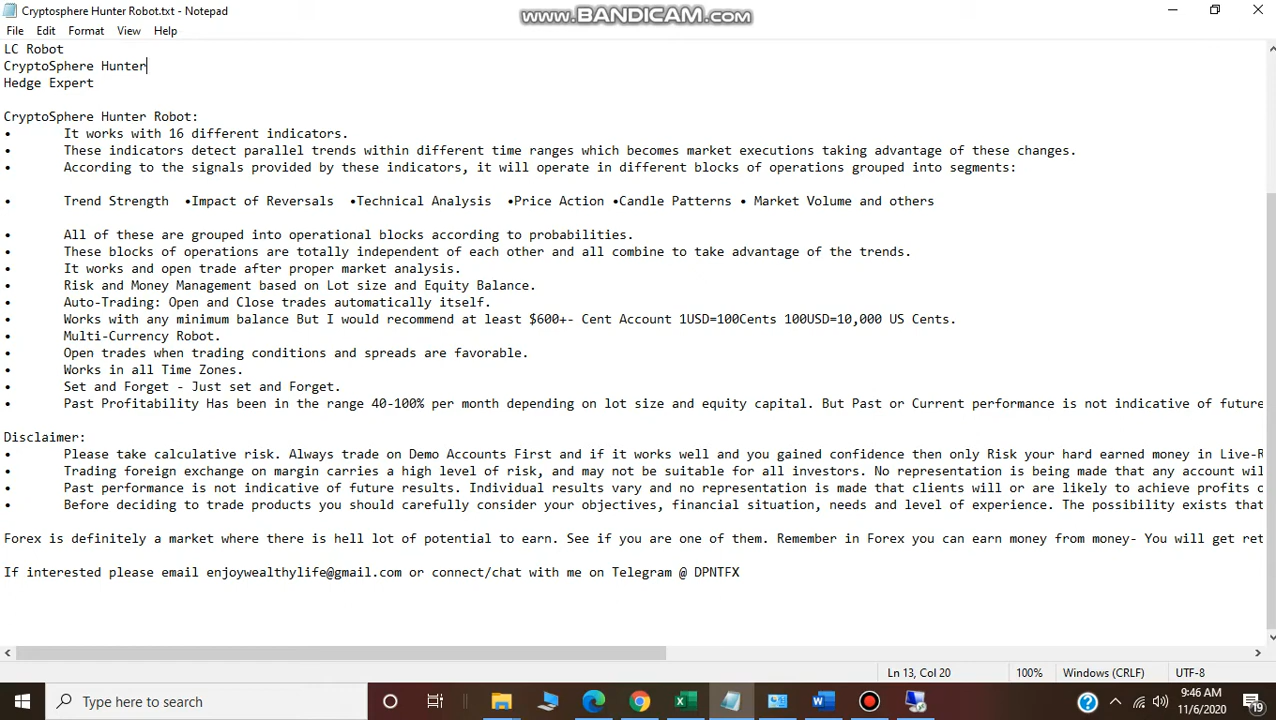 Cryptosphere Hunter Robot.txt - Notepad
www.BANDICAM.com
File Edit Format View Help
LC Robot
CryptoSphere Hunter
Hedge Expert
CryptoSphere Hunter Robot:
• It works with 16 different indicators.
• These indicators detect parallel trends within different time ranges which becomes market executions taking advantage of these changes.
• According to the signals provided by these indicators, it will operate in different blocks of operations grouped into segments:
• Trend Strength •Impact of Reversals •Technical Analysis •Price Action •Candle Patterns • Market Volume and others
• All of these are grouped into operational blocks according to probabilities.
• These blocks of operations are totally independent of each other and all combine to take advantage of the trends.
• It works and open trade after proper market analysis.
• Risk and Money Management based on Lot size and Equity Balance.
• Auto-Trading: Open and Close trades automatically itself.
• Works with any minimum balance But I would recommend at least $600+- Cent Account 1USD=100Cents 100USD=10,000 US Cents.
• Multi-Currency Robot.
• Open trades when trading conditions and spreads are favorable.
• Works in all Time Zones.
• Set and Forget - Just set and Forget.
• Past Profitability Has been in the range 40-100% per month depending on lot size and equity capital. But Past or Current performance is not indicative of future
Disclaimer:
• Please take calculative risk. Always trade on Demo Accounts First and if it works well and you gained confidence then only Risk your hard earned money in Live-R
• Trading foreign exchange on margin carries a high level of risk, and may not be suitable for all investors. No representation is being made that any account wil
• Past performance is not indicative of future results. Individual results vary and no representation is made that clients will or are likely to achieve profits o
• Before deciding to trade products you should carefully consider your objectives, financial situation, needs and level of experience. The possibility exists that
Forex is definitely a market where there is hell lot of potential to earn. See if you are one of them. Remember in Forex you can earn money from money- You will get ret
If interested please email enjoywealthylife@gmail.com or connect/chat with me on Telegram @ DPNTFX
Ln 13, Col 20 100% Windows (CRLF) UTF-8
Type here to search
9:46 AM
11/6/2020
19